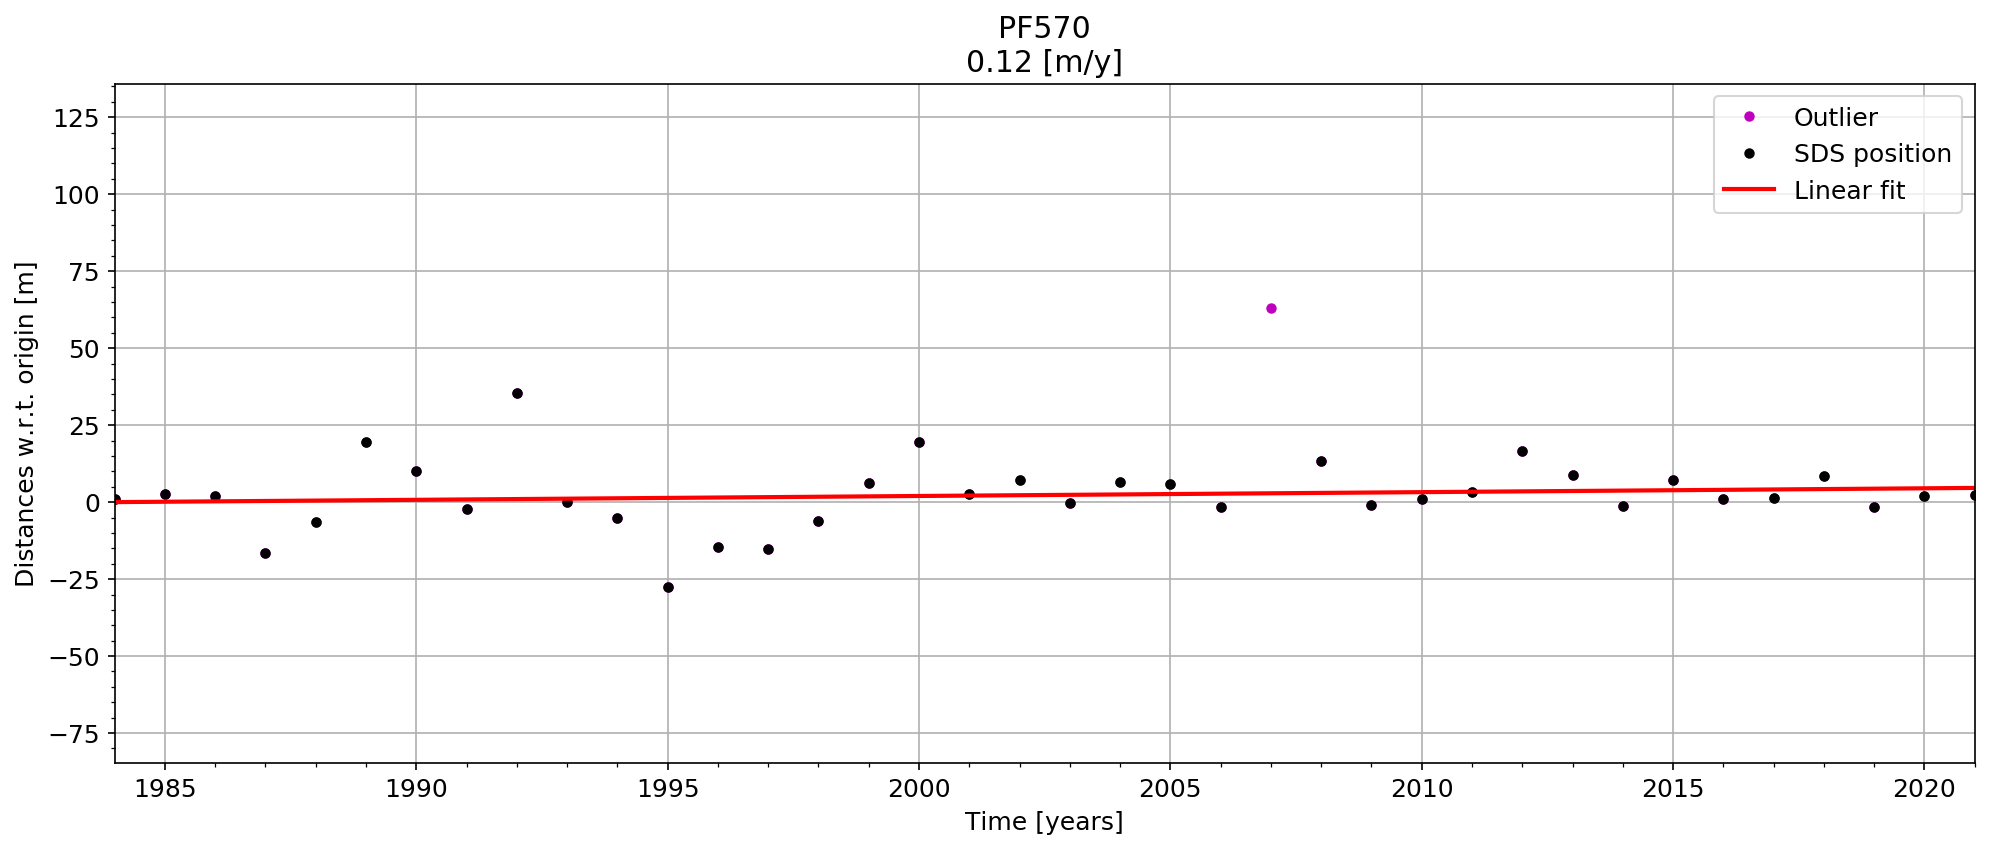 PF570
0.12 [m/y]
Outlier
SDS position
Linear fit
Distances w.r.t. origin [m]
125
100
75
50
25
0
−25
−50
−75
1985
1990
1995
2000
2005
2010
2015
2020
Time [years]